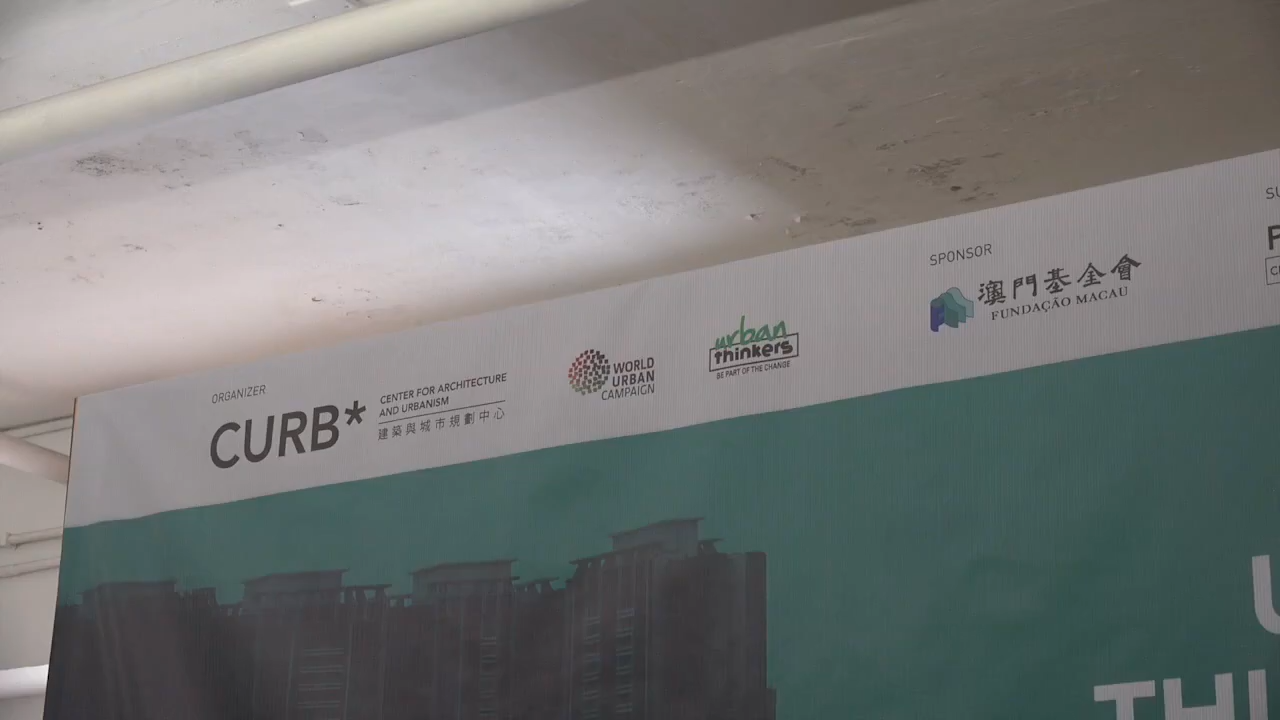 ORGANIZER
CURB*
CENTER FOR ARCHITECTURE
AND URBANISM
建築與城市規劃中心
WORLD
URBAN
CAMPAIGN
urban
thinkers
BE PART OF THE CHANGE
SPONSOR
澳門基金會
FUNDAÇÃO MACAU
U
THI